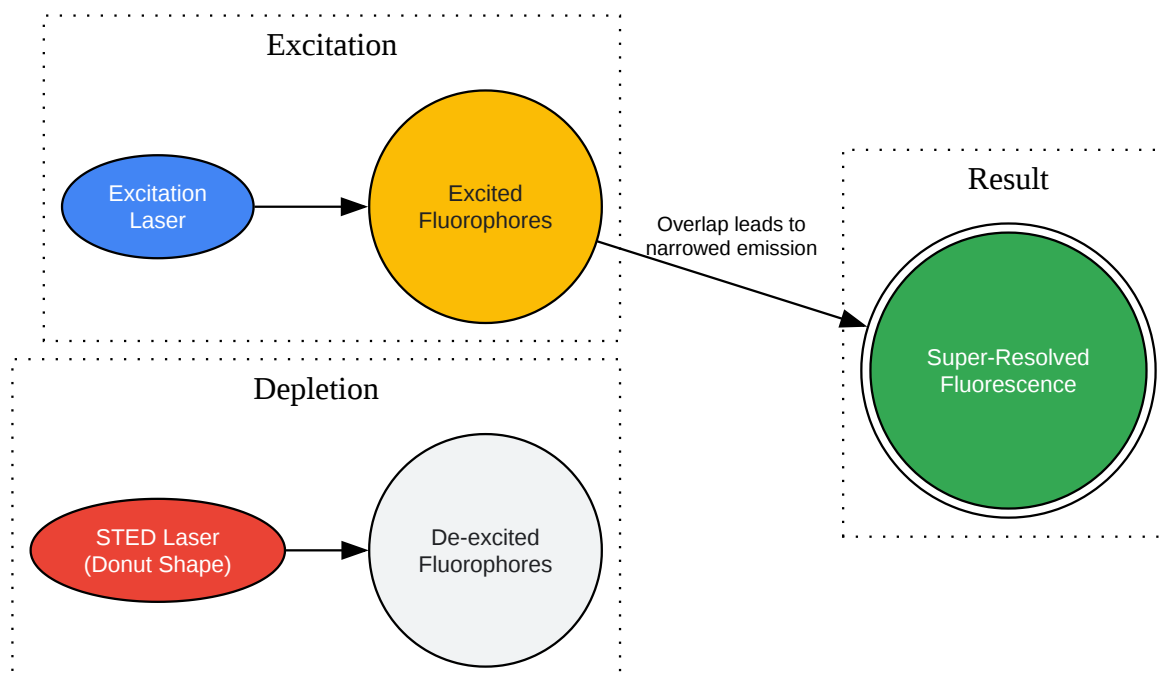 Excitation
Excitation
Laser
Excited
Fluorophores
Overlap leads to
narrowed emission
Result
Super-Resolved
Fluorescence
Depletion
STED Laser
(Donut Shape)
De-excited
Fluorophores